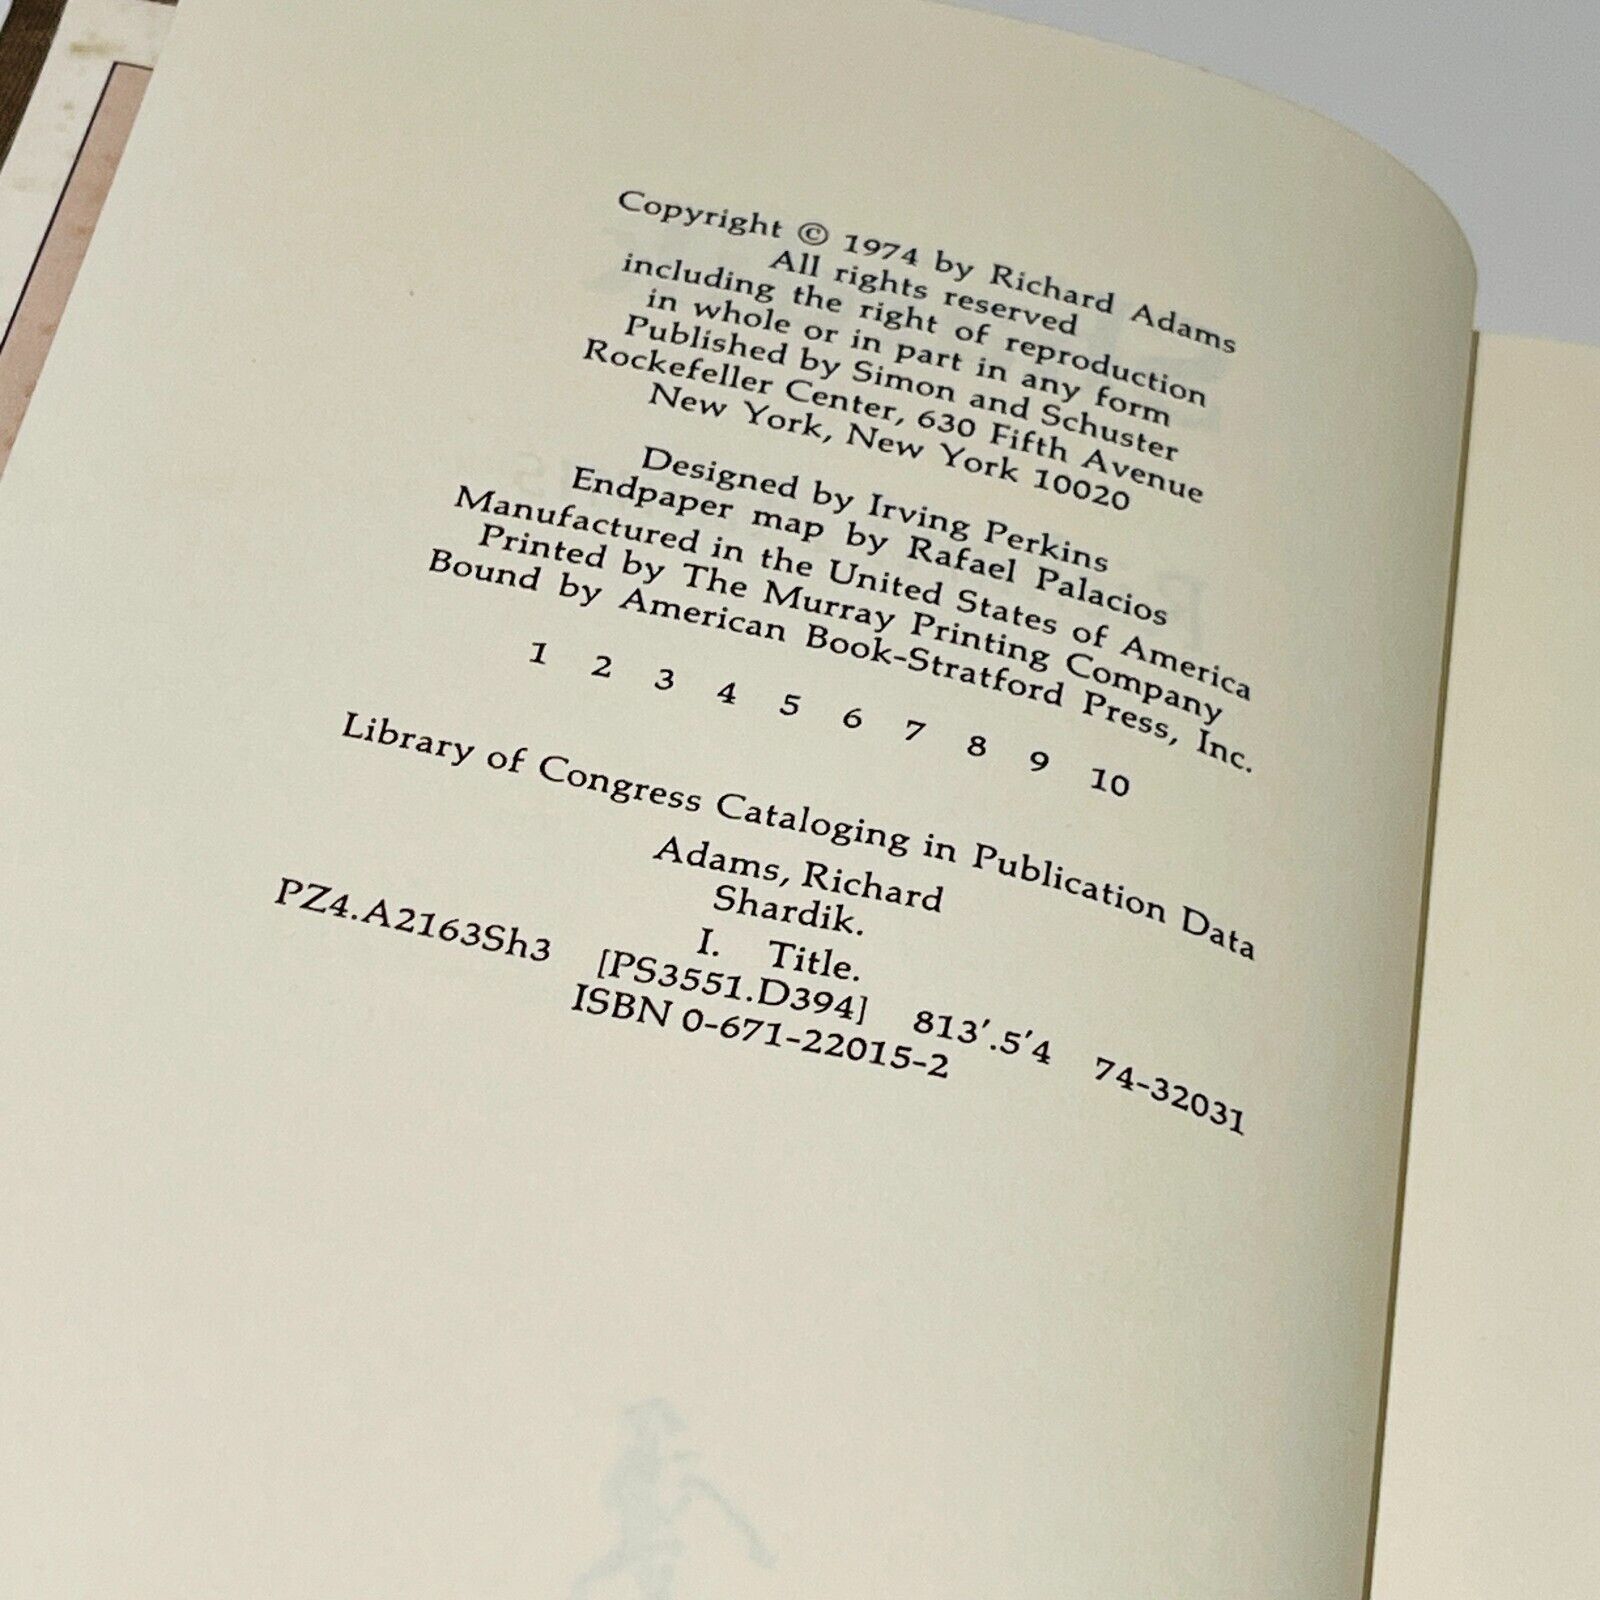 Copyright © 1974 by Richard Adams
All rights reserved
including the right of reproduction
in whole or in part in any form
Published by Simon and Schuster
Rockefeller Center, 630 Fifth Avenue
New York, New York 10020
Designed by Irving Perkins
Endpaper map by Rafael Palacios
Manufactured in the United States of America
Printed by The Murray Printing Company
Bound by American Book-Stratford Press, Inc.
1 2 3 4 5 6 7 8 9 10
Library of Congress Cataloging in Publication Data
Adams, Richard
Shardik.
I. Title.
PZ4.A2163Sh3 [PS3551.D394] 813′.5′4 74-32031
ISBN 0-671-22015-2